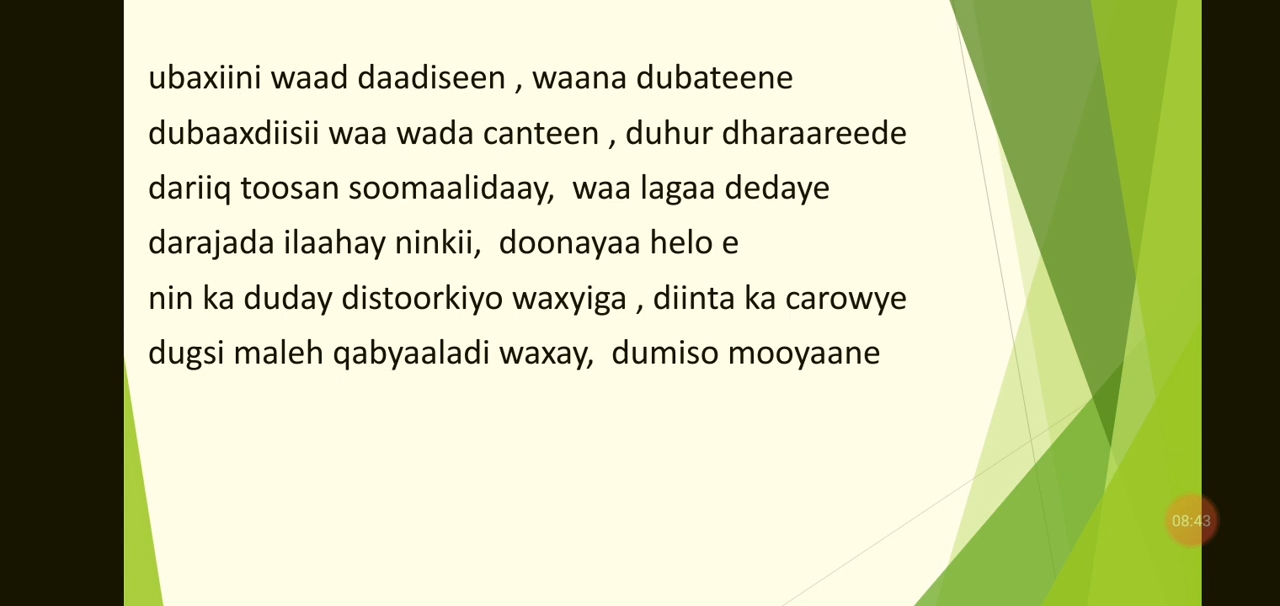 ubaxiini waad daadiseen , waana dubateene
dubaaxdiisii waa wada canteen , duhur dharaareede
dariiq toosan soomaalidaay,  waa lagaa dedaye
darajada ilaahay ninkii,  doonayaa helo e
nin ka duday distoorkiyo waxyiga , diinta ka carowye
dugsi maleh qabyaaladi waxay,  dumiso mooyaane
08:43